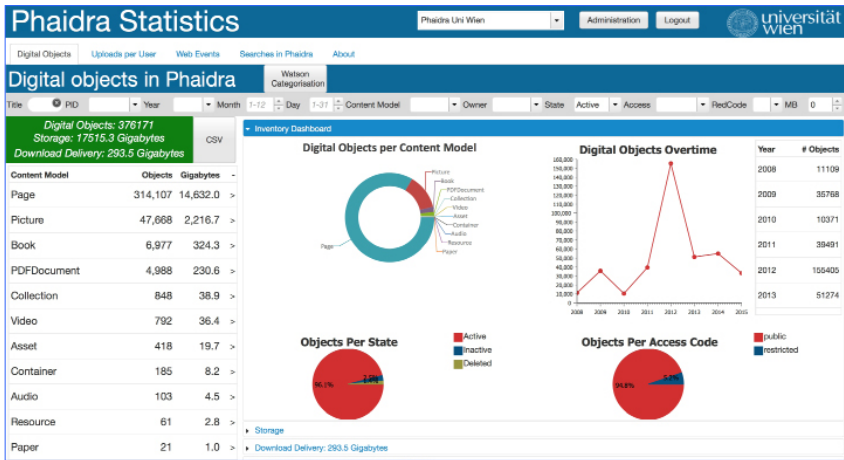 Phaidra Statistics
Phaidra Uni Wien
Administration
Logout
universität
wien
Digital Objects
Uploads per User
Web Events
Searches in Phaidra
About
Digital objects in Phaidra
Watson
Categorisation
Title PID Year Month 1-12 Day 1-31 Content Model Owner State Active Access RedCode MB 0
Digital Objects: 376171
Storage: 17515.3 Gigabytes
Download Delivery: 293.5 Gigabytes
CSV
Content Model Objects Gigabytes -
Page 314,107 14,632.0 >
Picture 47,668 2,216.7 >
Book 6,977 324.3 >
PDFDocument 4,988 230.6 >
Collection 848 38.9 >
Video 792 36.4 >
Asset 418 19.7 >
Container 185 8.2 >
Audio 103 4.5 >
Resource 61 2.8 >
Paper 21 1.0 >
Inventory Dashboard
Digital Objects per Content Model
Picture
Book
PDFDocument
Collection
Video
Asset
Container
Audio
Resource
Paper
Page
Digital Objects Overtime
160,000
150,000
140,000
130,000
120,000
110,000
100,000
90,000
80,000
70,000
60,000
50,000
40,000
30,000
20,000
10,000
0
2008 2009 2010 2011 2012 2013 2014 2015
Year # Objects
2008 11109
2009 35768
2010 10371
2011 39491
2012 155405
2013 51274
Objects Per State
Active
Inactive
Deleted
96.1%
Objects Per Access Code
public
restricted
94.8%
5.2%
Storage
Download Delivery: 293.5 Gigabytes